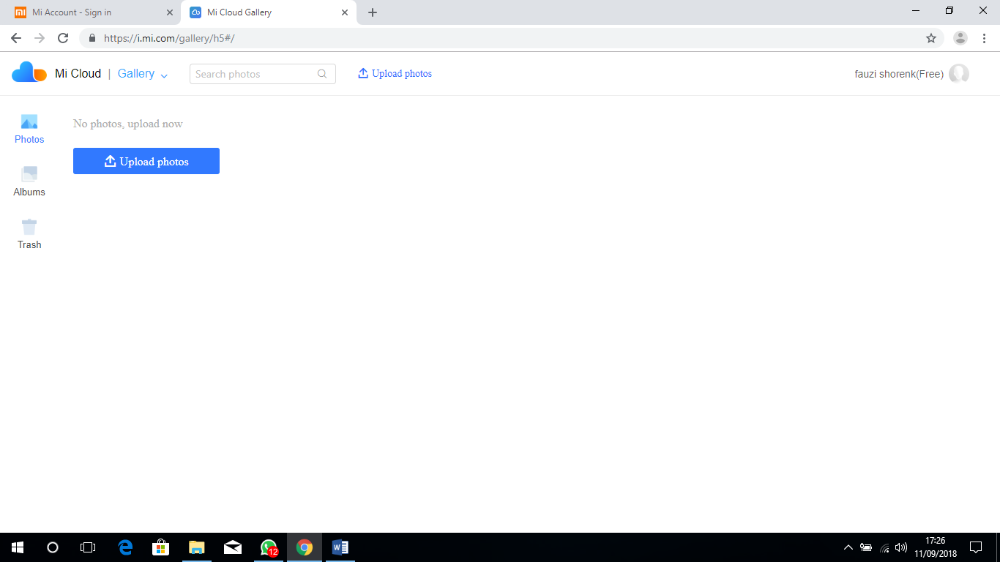 Mi Account - Sign in
Mi Cloud Gallery
https://i.mi.com/gallery/h5#/
Mi Cloud | Gallery
Search photos
Upload photos
fauzi shorenk(Free)
Photos
Albums
Trash
No photos, upload now
Upload photos
12
17:26
11/09/2018